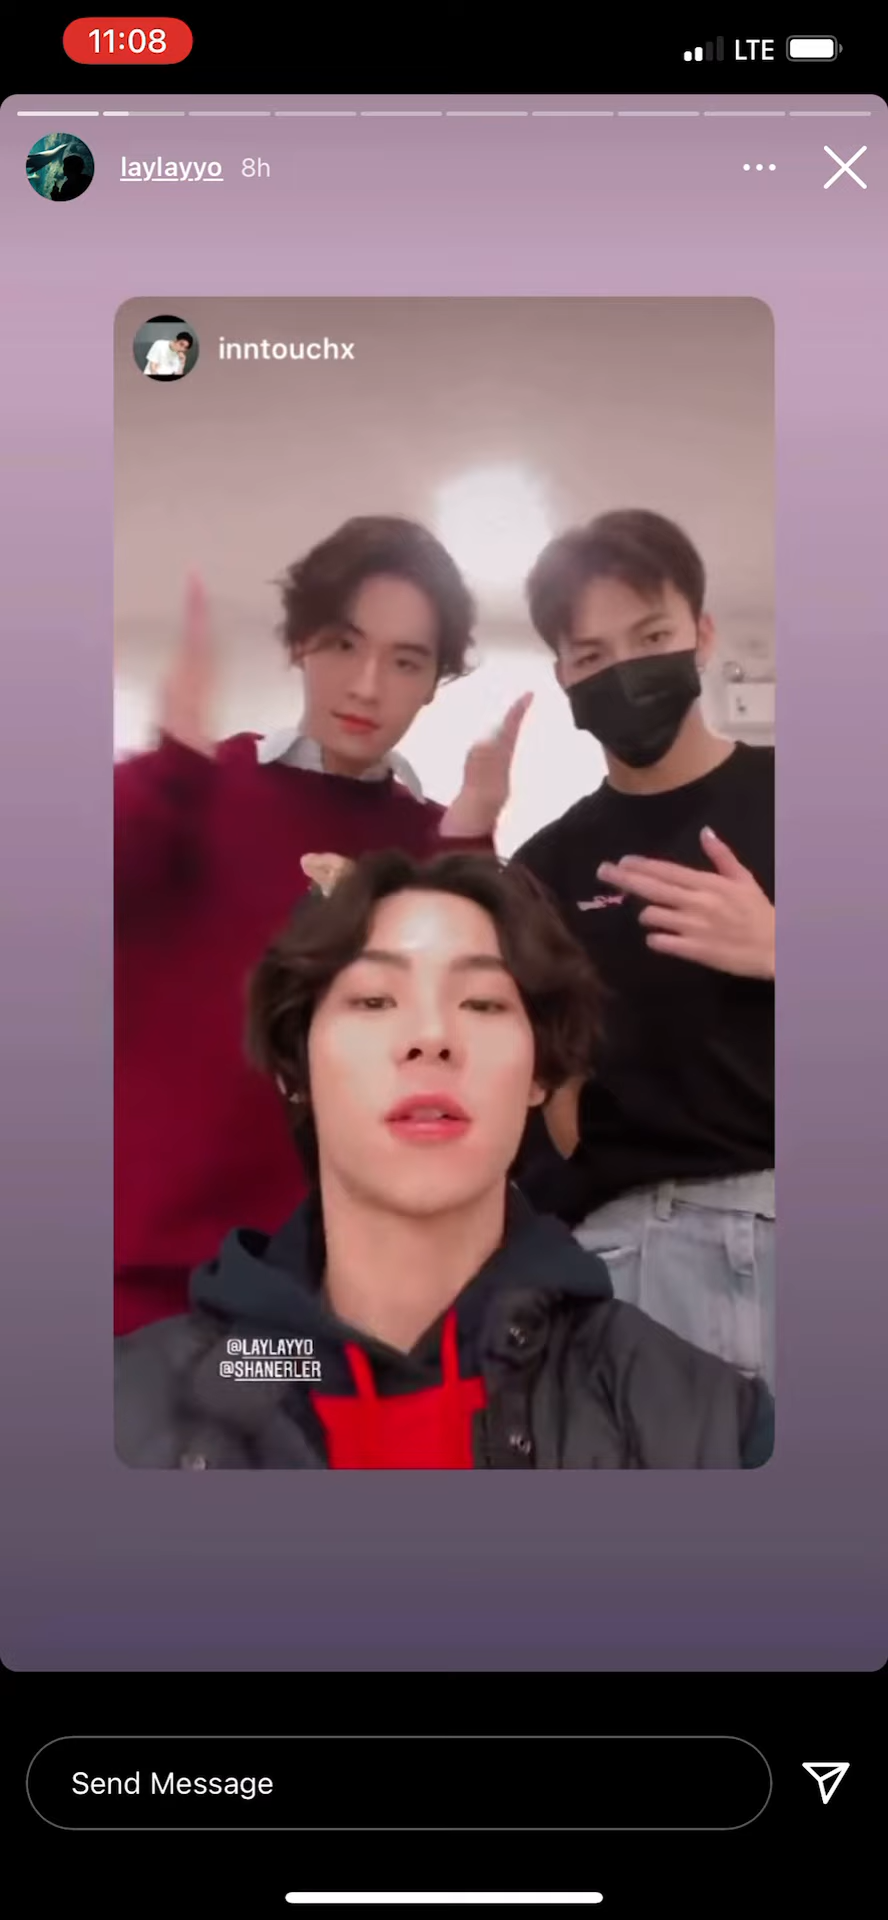 11:08
LTE
laylayyo 8h
inntouchx
@LAYLAYYO
@SHANERLER
Send Message